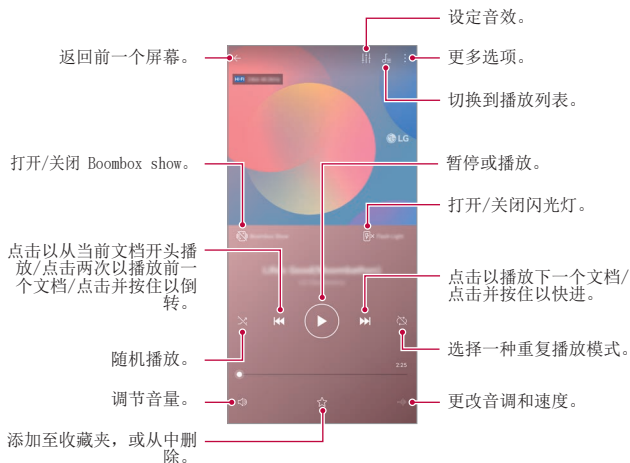 设定音效。
返回前一个屏幕。
更多选项。
切换到播放列表。
LG
打开/关闭 Boombox show。
暂停或播放。
打开/关闭闪光灯。
点击以从当前文档开头播
放/点击两次以播放前一
个文档/点击并按住以倒
转。
点击以播放下一个文档/
点击并按住以快进。
随机播放。
选择一种重复播放模式。
2:25
调节音量。
更改音调和速度。
添加至收藏夹，或从中删
除。